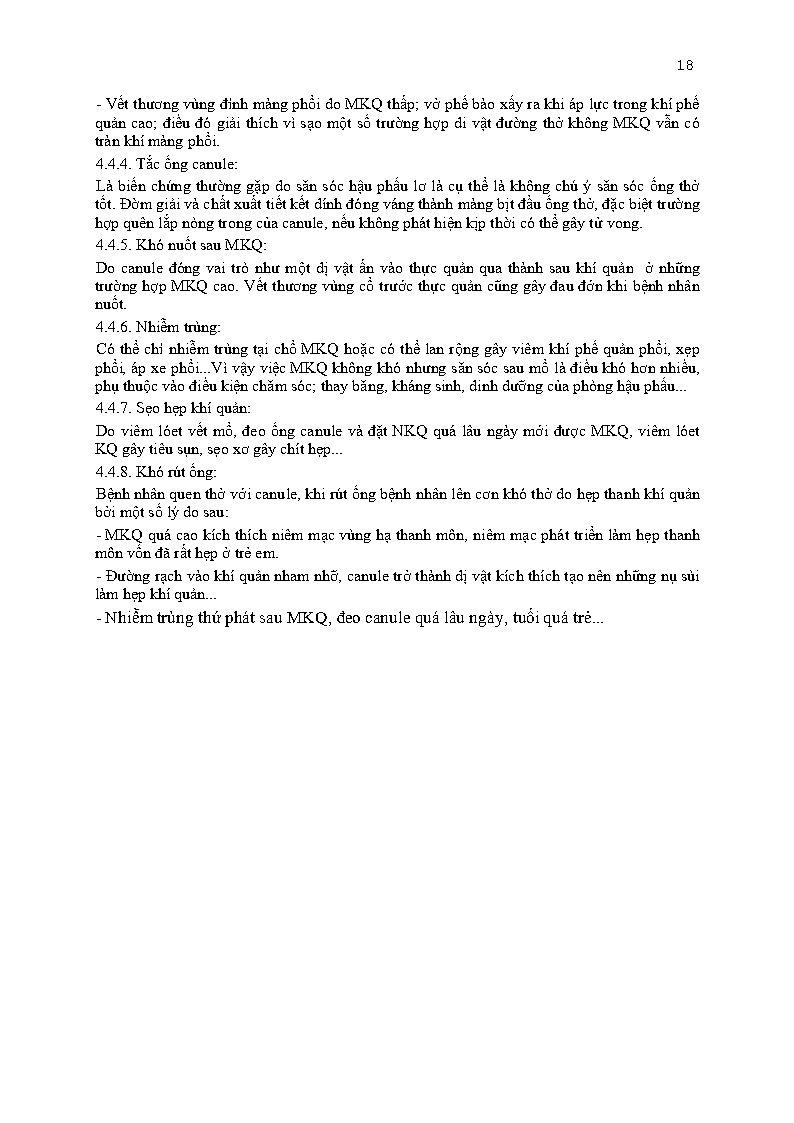 18
- Vết thương vùng đỉnh màng phổi do MKQ thấp; vở phế bào xẩy ra khi áp lực trong khí phế
quản cao; điều đó giải thích vì sạo một số trường hợp di vật đường thở không MKQ vẫn có
tràn khí màng phổi.
4.4.4. Tắc ống canule:
Là biến chứng thường gặp do săn sóc hậu phẩu lơ là cụ thể là không chú ý săn sóc ống thở
tốt. Đờm giải và chất xuất tiết kết dính đóng váng thành màng bịt đầu ống thở, đặc biệt trường
hợp quên lắp nòng trong của canule, nếu không phát hiện kịp thời có thể gây tử vong.
4.4.5. Khó nuốt sau MKQ:
Do canule đóng vai trò như một dị vật ấn vào thực quản qua thành sau khí quản ở những
trường hợp MKQ cao. Vết thương vùng cổ trước thực quản cũng gây đau đớn khi bệnh nhân
nuốt.
4.4.6. Nhiễm trùng:
Có thể chỉ nhiễm trùng tại chổ MKQ hoặc có thể lan rộng gây viêm khí phế quản phổi, xẹp
phổi, áp xe phổi...Vì vậy việc MKQ không khó nhưng săn sóc sau mổ là điều khó hơn nhiều,
phụ thuộc vào điều kiện chăm sóc; thay băng, kháng sinh, dinh dưỡng của phòng hậu phẩu...
4.4.7. Sẹo hẹp khí quản:
Do viêm lóet vết mổ, đeo ống canule và đặt NKQ quá lâu ngày mới được MKQ, viêm lóet
KQ gây tiêu sụn, sẹo xơ gây chít hẹp...
4.4.8. Khó rút ống:
Bệnh nhân quen thở với canule, khi rút ống bệnh nhân lên cơn khó thở do hẹp thanh khí quản
bởi một số lý do sau:
- MKQ quá cao kích thích niêm mạc vùng hạ thanh môn, niêm mạc phát triển làm hẹp thanh
môn vốn đã rất hẹp ở trẻ em.
- Đường rạch vào khí quản nham nhỡ, canule trở thành dị vật kích thích tạo nên những nụ sùi
làm hẹp khí quản...
- Nhiễm trùng thứ phát sau MKQ, đeo canule quá lâu ngày, tuổi quá trẻ...